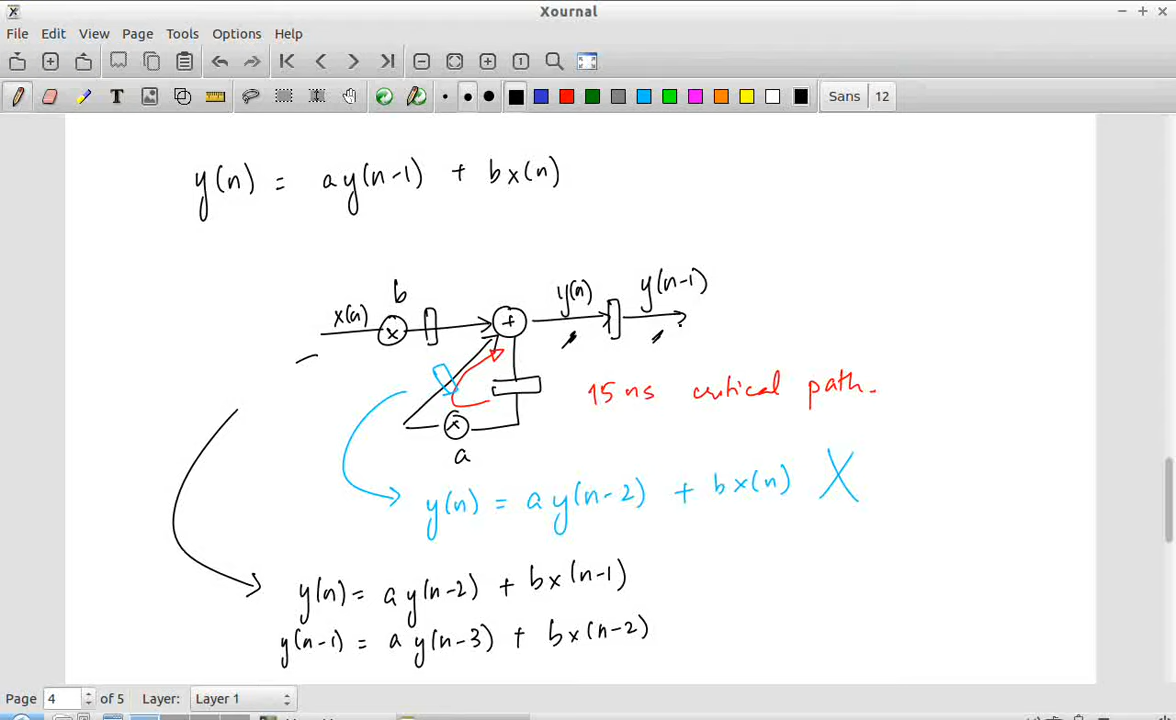 Xournal
File Edit View Page Tools Options Help
Sans 12
y(n) = ay(n-1) + bx(n)
b
x(n)
y(n)
y(n-1)
x
+
x
a
15 ns critical path.
y(n) = ay(n-2) + bx(n) X
y(n) = ay(n-2) + bx(n-1)
y(n-1) = ay(n-3) + bx(n-2)
Page 4 of 5 Layer: Layer 1